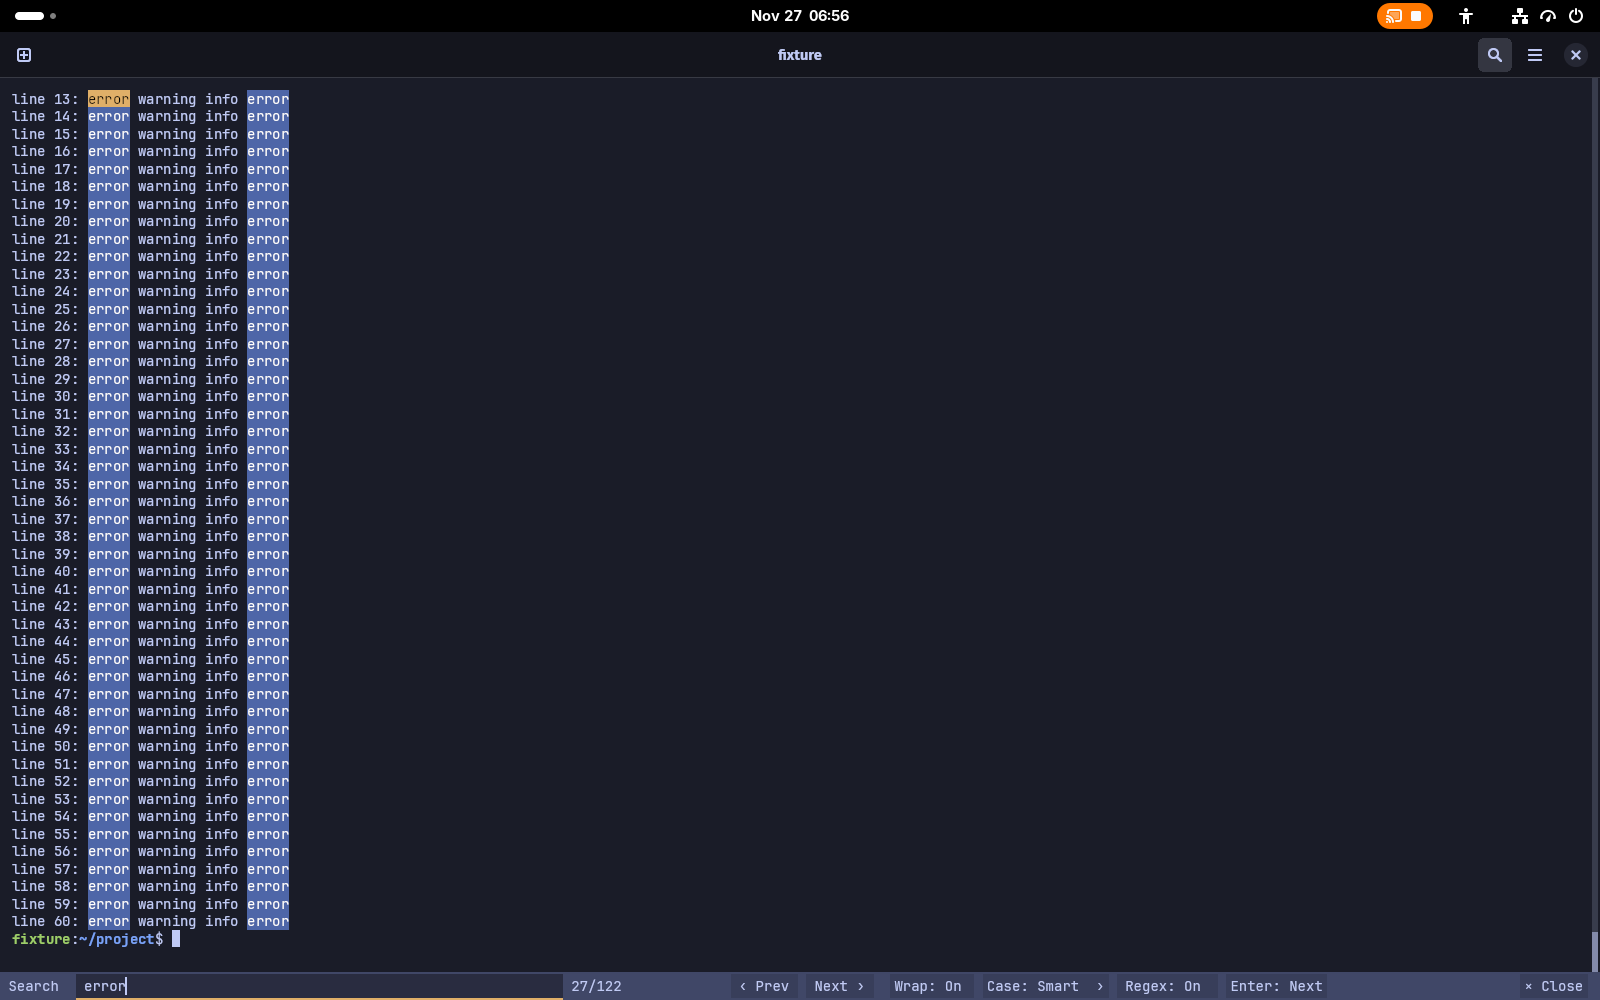 Nov 27 06:56
fixture
line 13: error warning info error
line 14: error warning info error
line 15: error warning info error
line 16: error warning info error
line 17: error warning info error
line 18: error warning info error
line 19: error warning info error
line 20: error warning info error
line 21: error warning info error
line 22: error warning info error
line 23: error warning info error
line 24: error warning info error
line 25: error warning info error
line 26: error warning info error
line 27: error warning info error
line 28: error warning info error
line 29: error warning info error
line 30: error warning info error
line 31: error warning info error
line 32: error warning info error
line 33: error warning info error
line 34: error warning info error
line 35: error warning info error
line 36: error warning info error
line 37: error warning info error
line 38: error warning info error
line 39: error warning info error
line 40: error warning info error
line 41: error warning info error
line 42: error warning info error
line 43: error warning info error
line 44: error warning info error
line 45: error warning info error
line 46: error warning info error
line 47: error warning info error
line 48: error warning info error
line 49: error warning info error
line 50: error warning info error
line 51: error warning info error
line 52: error warning info error
line 53: error warning info error
line 54: error warning info error
line 55: error warning info error
line 56: error warning info error
line 57: error warning info error
line 58: error warning info error
line 59: error warning info error
line 60: error warning info error
fixture:~/project$
Search error 27/122 ‹ Prev Next › Wrap: On Case: Smart › Regex: On Enter: Next × Close